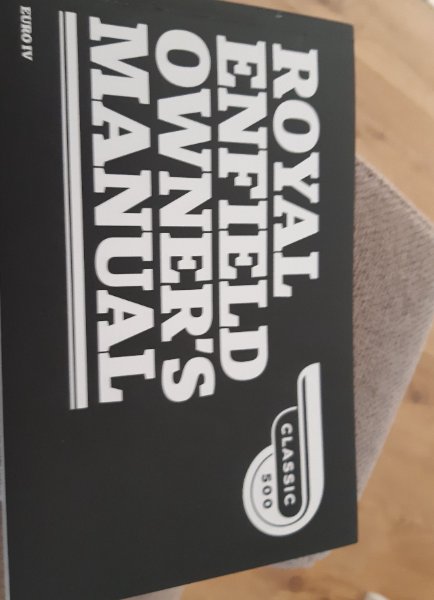 ROYAL
ENFIELD
OWNER'S
MANUAL
CLASSIC
500
EURO IV